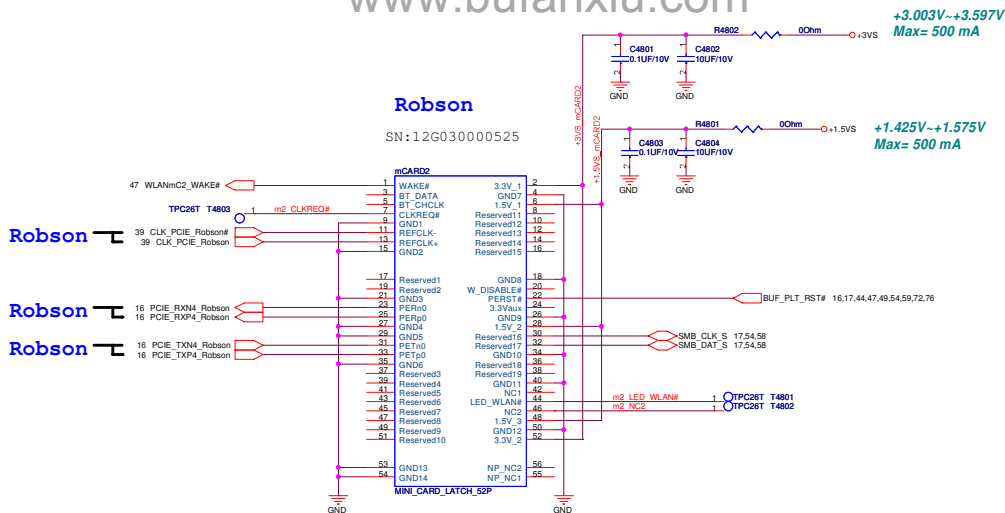 www.bufanxiu.com
+3.003V~+3.597V
Max= 500 mA
R4802 0Ohm
+3VS
C4801
0.1UF/10V
C4802
10UF/10V
1 1
2 2
GND GND
+3VS_mCARD2
+1.5VS_mCARD2
R4801 0Ohm
+1.5VS
+1.425V~+1.575V
Max= 500 mA
C4803
0.1UF/10V
C4804
10UF/10V
1 1
2 2
GND GND
Robson
SN:12G030000525
mCARD2
47 WLANmC2_WAKE# 1 WAKE# 3.3V_1 2
3 BT_DATA GND7 4
5 BT_CHCLK 1.5V_1 6
TPC26T T4803 1 m2_CLKREQ# 7 CLKREQ# Reserved11 8
9 GND1 Reserved12 10
Robson
39 CLK_PCIE_Robson# 11 REFCLK- Reserved13 12
39 CLK_PCIE_Robson 13 REFCLK+ Reserved14 14
15 GND2 Reserved15 16
17 Reserved1 GND8 18
19 Reserved2 W_DISABLE# 20
21 GND3 PERST# 22 BUF_PLT_RST# 16,17,44,47,49,54,59,72,76
Robson
16 PCIE_RXN4_Robson 23 PERn0 3.3Vaux 24
16 PCIE_RXP4_Robson 25 PERp0 GND9 26
27 GND4 1.5V_2 28
29 GND5 Reserved16 30 SMB_CLK_S 17,54,58
Robson
16 PCIE_TXN4_Robson 31 PETn0 Reserved17 32 SMB_DAT_S 17,54,58
16 PCIE_TXP4_Robson 33 PETp0 GND10 34
35 GND6 Reserved18 36
37 Reserved3 Reserved19 38
39 Reserved4 GND11 40
41 Reserved5 NC1 42
43 Reserved6 LED_WLAN# 44 m2_LED_WLAN# 1 TPC26T T4801
45 Reserved7 NC2 46 m2_NC2 1 TPC26T T4802
47 Reserved8 1.5V_3 48
49 Reserved9 GND12 50
51 Reserved10 3.3V_2 52
53 GND13 NP_NC2 56
54 GND14 NP_NC1 55
MINI_CARD_LATCH_52P
GND GND